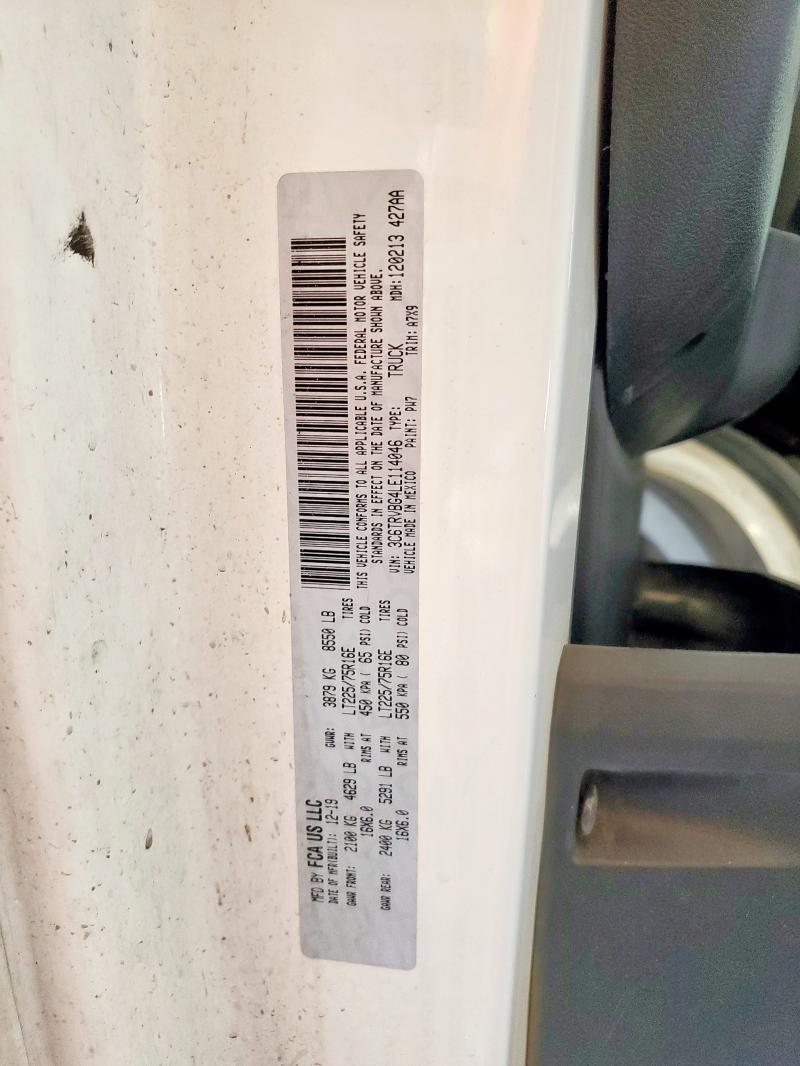 MFD BY FCA US LLC
DATE OF MFR(BUILT): 12-19 GVWR: 3879 KG 8550 LB
GAWR FRONT: 2100 KG 4629 LB WITH LT225/75R16E TIRES
16X6.0 RIMS AT 450 KPA ( 65 PSI) COLD
GAWR REAR: 2400 KG 5291 LB WITH LT225/75R16E TIRES
16X6.0 RIMS AT 550 KPA ( 80 PSI) COLD
THIS VEHICLE CONFORMS TO ALL APPLICABLE U.S.A. FEDERAL MOTOR VEHICLE SAFETY
STANDARDS IN EFFECT ON THE DATE OF MANUFACTURE SHOWN ABOVE.
VIN: 3C6TRVBG4LE114046 TYPE: TRUCK MDH: 120213 427AA
VEHICLE MADE IN MEXICO PAINT: PW7 TRIM: A7X9